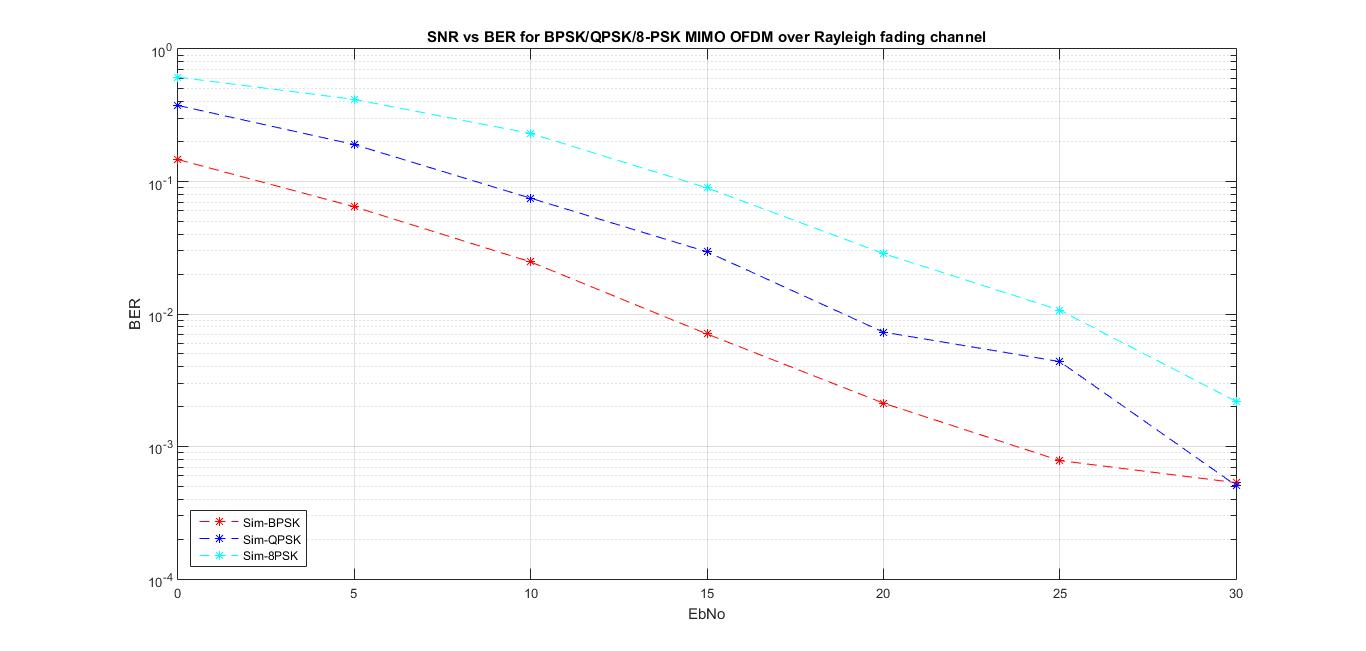 SNR vs BER for BPSK/QPSK/8-PSK MIMO OFDM over Rayleigh fading channel
10^0
10^-1
10^-2
10^-3
10^-4
BER
Sim-BPSK
Sim-QPSK
Sim-8PSK
0 5 10 15 20 25 30
EbNo